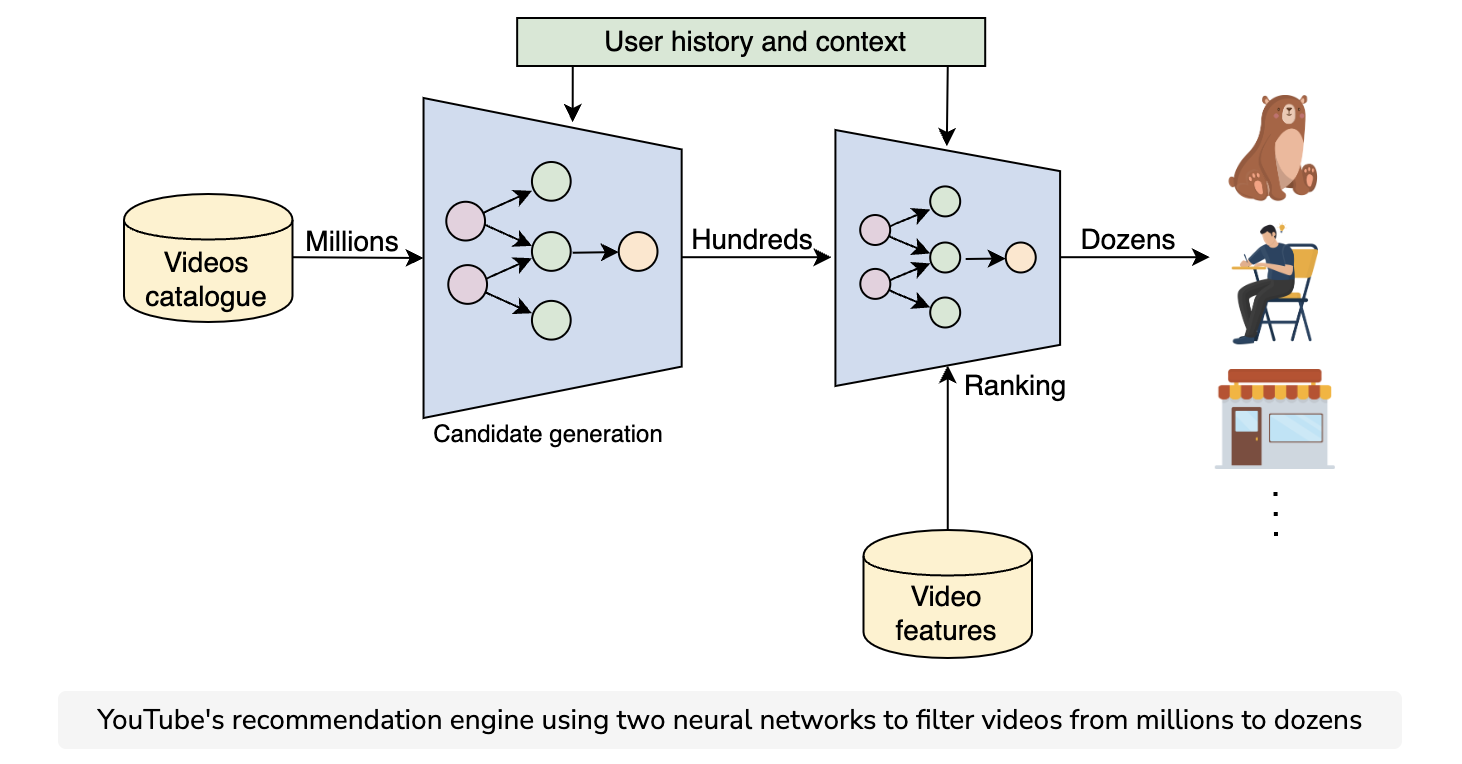 User history and context
Videos
catalogue
Millions
Hundreds
Dozens
Candidate generation
Ranking
Video
features
YouTube's recommendation engine using two neural networks to filter videos from millions to dozens